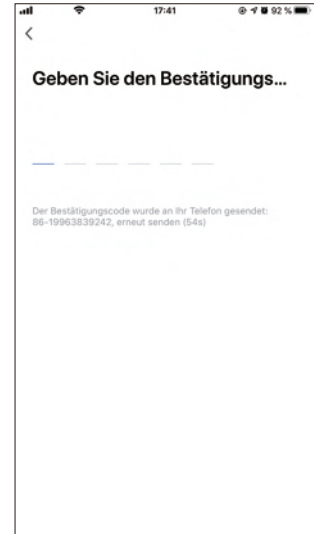 17:41
92 %
Geben Sie den Bestätigungs...
Der Bestätigungscode wurde an Ihr Telefon gesendet:
86-19963839242, erneut senden (54s)